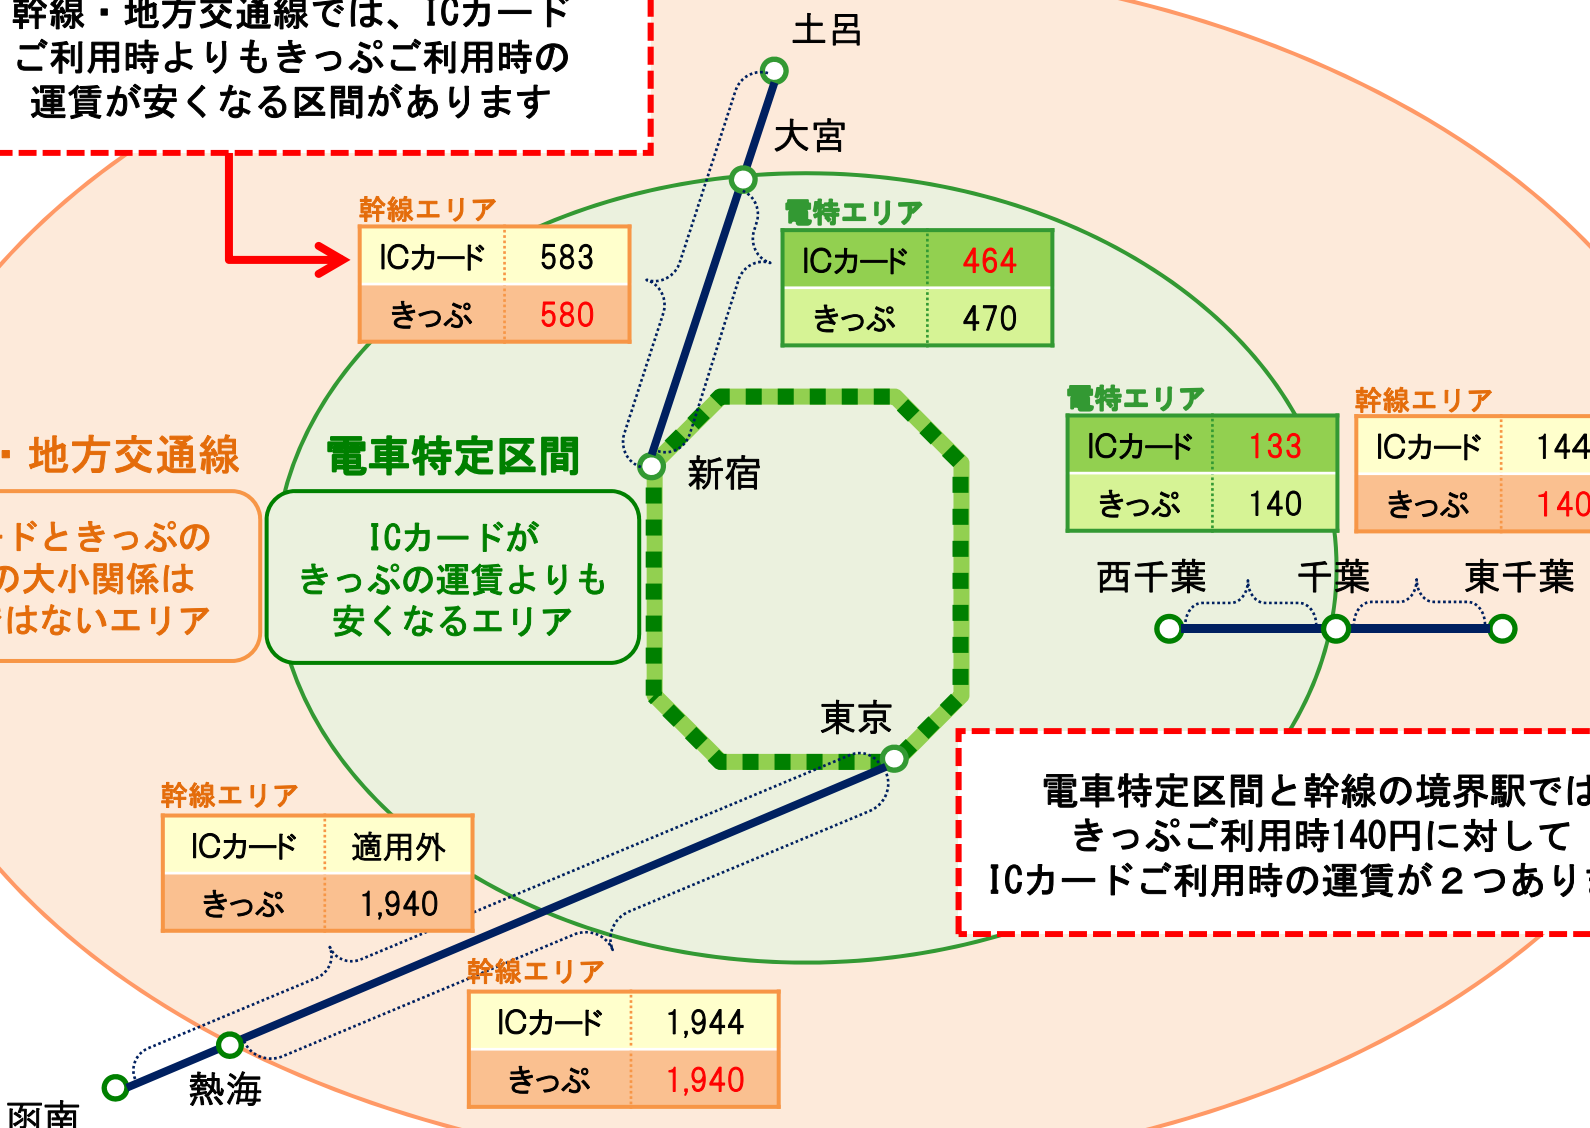 幹線・地方交通線では、ICカード
ご利用時よりもきっぷご利用時の
運賃が安くなる区間があります
土呂
大宮
幹線エリア
ICカード 583
きっぷ 580
電特エリア
ICカード 464
きっぷ 470
新宿
電特エリア
ICカード 133
きっぷ 140
幹線エリア
ICカード 144
きっぷ 140
西千葉 千葉 東千葉
・地方交通線
ドときっぷの
の大小関係は
はないエリア
電車特定区間
ICカードが
きっぷの運賃よりも
安くなるエリア
東京
電車特定区間と幹線の境界駅では
きっぷご利用時140円に対して
ICカードご利用時の運賃が２つあり
幹線エリア
ICカード 適用外
きっぷ 1,940
幹線エリア
ICカード 1,944
きっぷ 1,940
熱海
函南